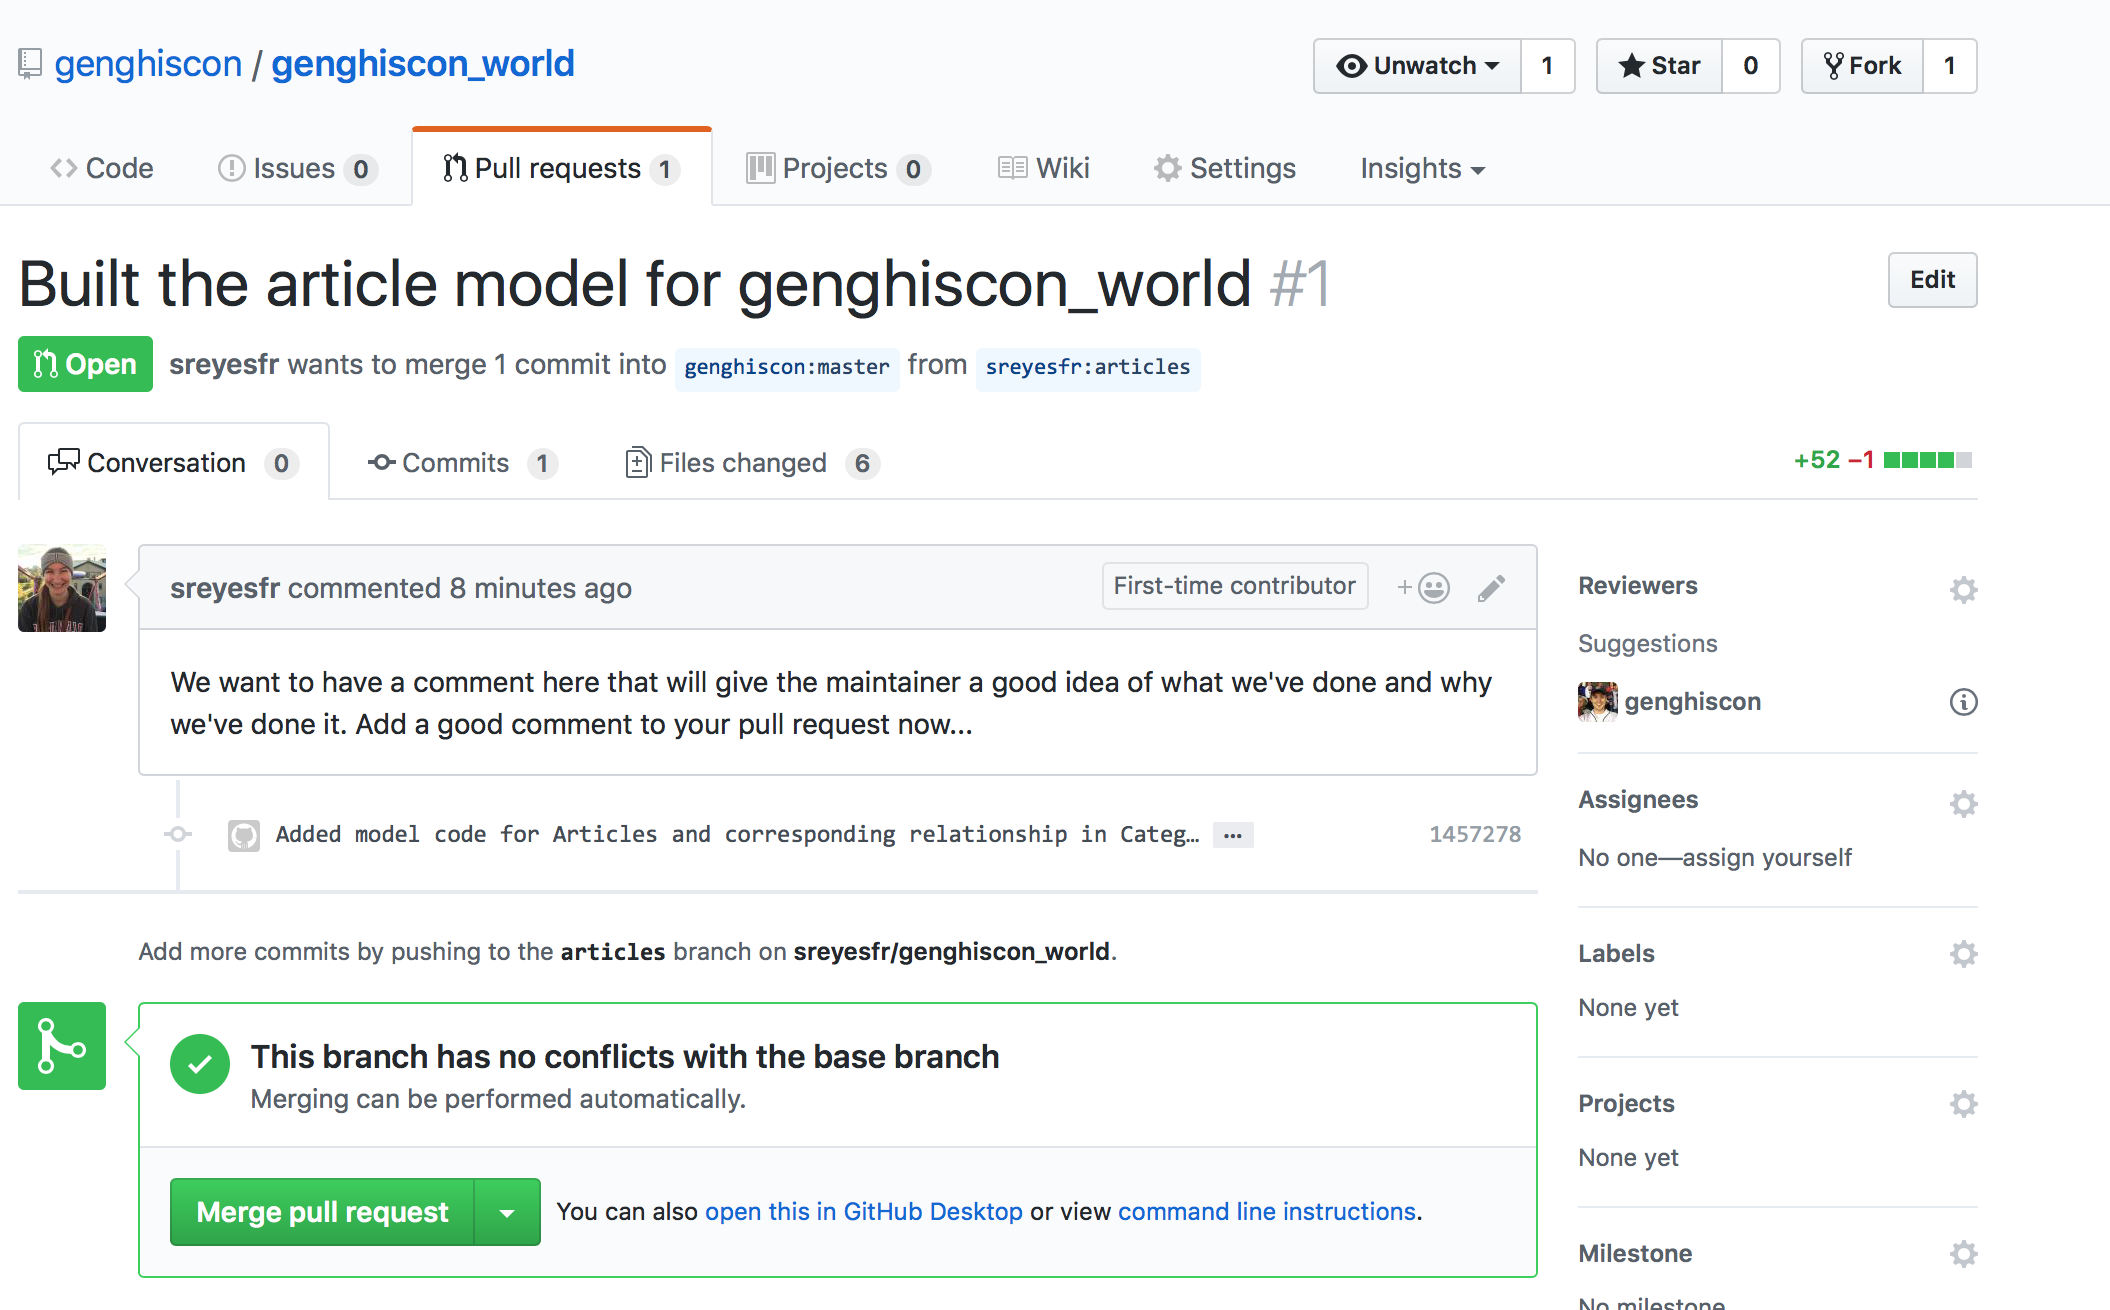 genghiscon / genghiscon_world
Unwatch 1
Star 0
Fork 1
Code
Issues 0
Pull requests 1
Projects 0
Wiki
Settings
Insights
Built the article model for genghiscon_world #1
Edit
Open
sreyesfr wants to merge 1 commit into genghiscon:master from sreyesfr:articles
Conversation 0
Commits 1
Files changed 6
+52 −1
sreyesfr commented 8 minutes ago
First-time contributor
We want to have a comment here that will give the maintainer a good idea of what we've done and why
we've done it. Add a good comment to your pull request now...
Added model code for Articles and corresponding relationship in Categ… …
1457278
Add more commits by pushing to the articles branch on sreyesfr/genghiscon_world.
This branch has no conflicts with the base branch
Merging can be performed automatically.
Merge pull request
You can also open this in GitHub Desktop or view command line instructions.
Reviewers
Suggestions
genghiscon
Assignees
No one—assign yourself
Labels
None yet
Projects
None yet
Milestone
No milestone